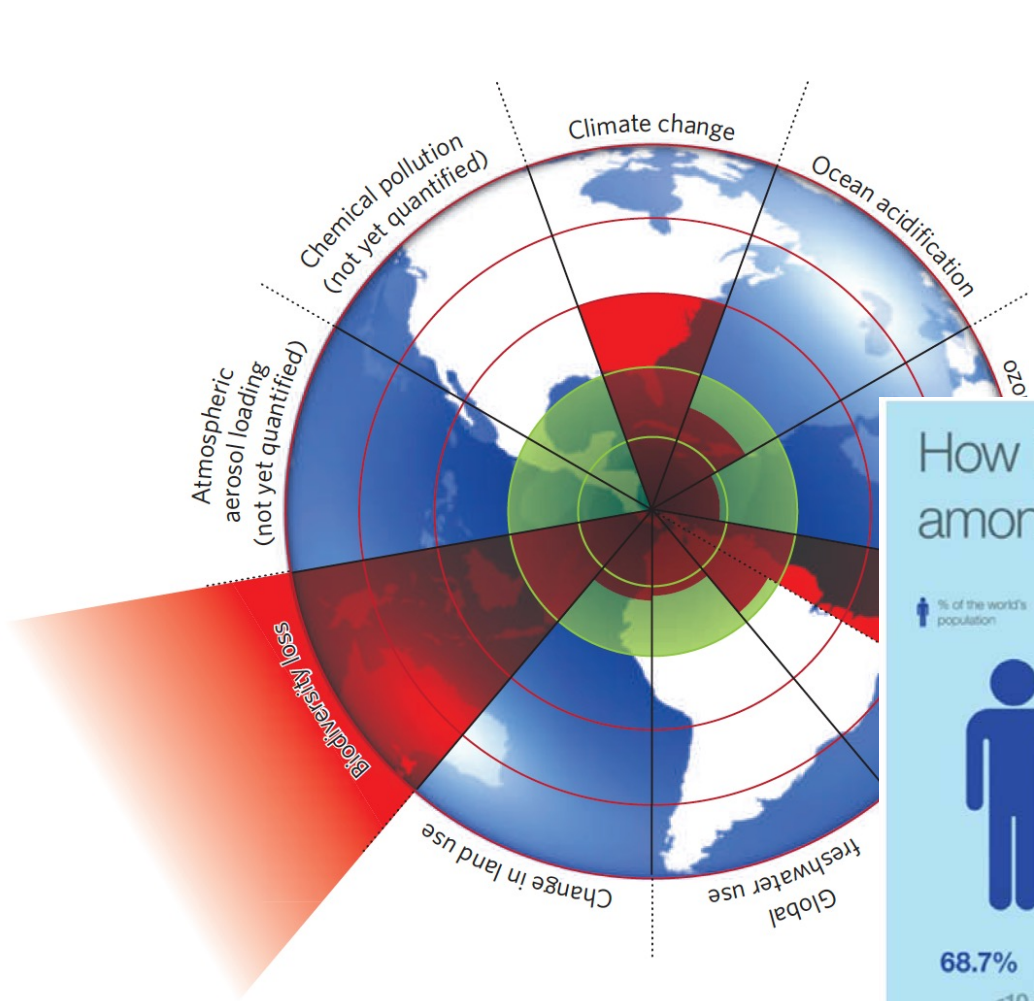 Climate change
Ocean acidification
Chemical pollution
(not yet quantified)
Atmospheric
aerosol loading
(not yet quantified)
ozo
Biodiversity loss
Change in land use
Global
freshwater use
How
amon
% of the world's
population
68.7%